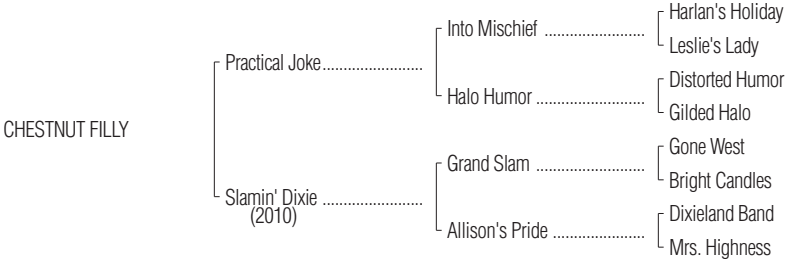 Harlan's Holiday
Into Mischief ........................
Leslie's Lady
Practical Joke........................
Distorted Humor
Halo Humor ..........................
Gilded Halo
CHESTNUT FILLY
Gone West
Grand Slam ..........................
Bright Candles
Slamin' Dixie ........................
(2010)
Dixieland Band
Allison's Pride ......................
Mrs. Highness